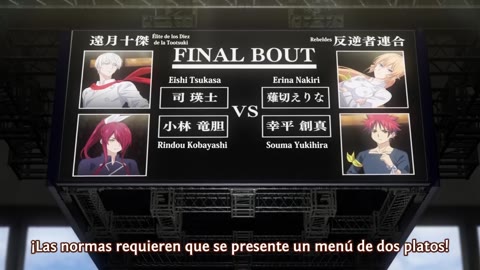 遠月十傑
Élite de los Diez
de la Tootsuki
FINAL BOUT
Rebeldes
反逆者連合
Eishi Tsukasa
司 瑛士
小林 竜胆
Rindou Kobayashi
VS
Erina Nakiri
薙切えりな
幸平 創真
Souma Yukihira
¡Las normas requieren que se presente un menú de dos platos!